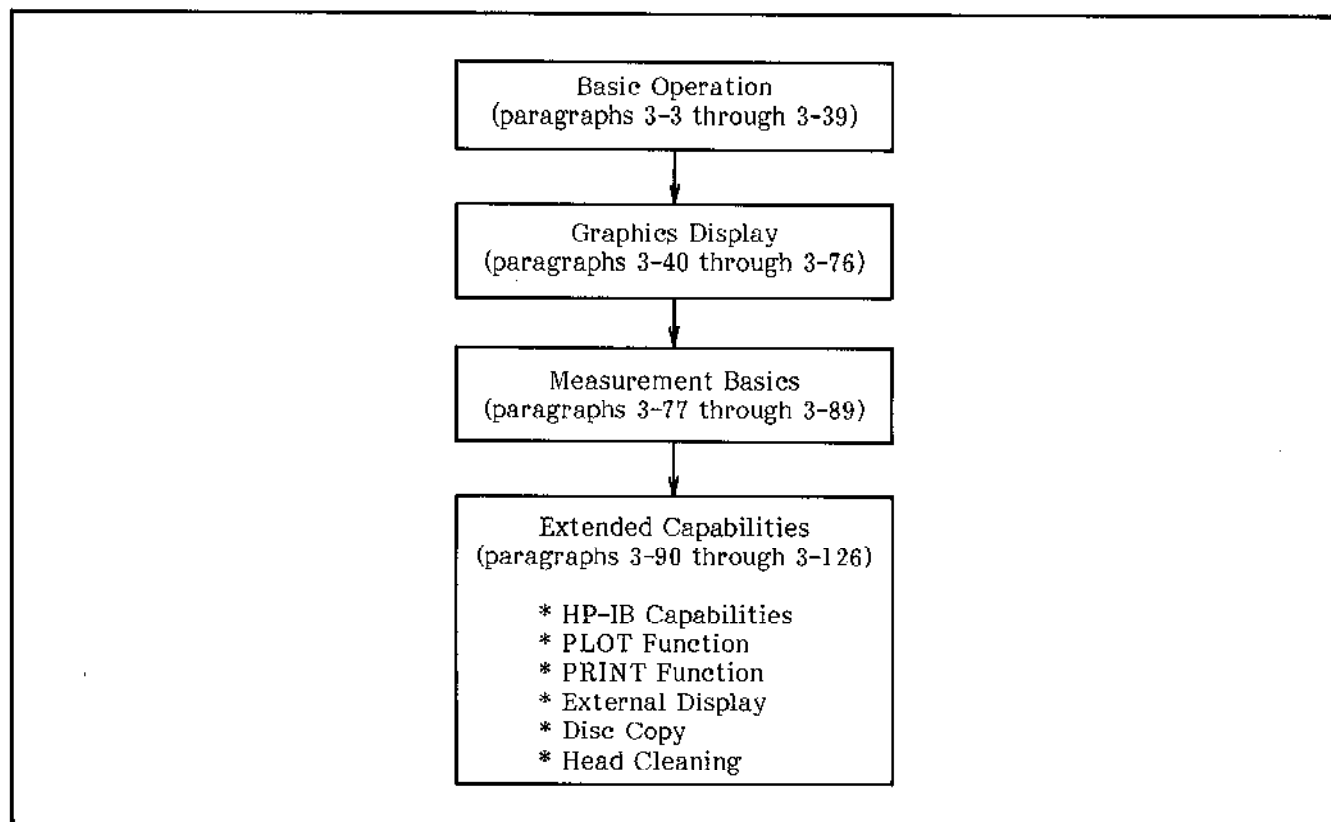 Basic Operation
(paragraphs 3-3 through 3-39)
Graphics Display
(paragraphs 3-40 through 3-76)
Measurement Basics
(paragraphs 3-77 through 3-89)
Extended Capabilities
(paragraphs 3-90 through 3-126)
* HP-IB Capabilities
* PLOT Function
* PRINT Function
* External Display
* Disc Copy
* Head Cleaning